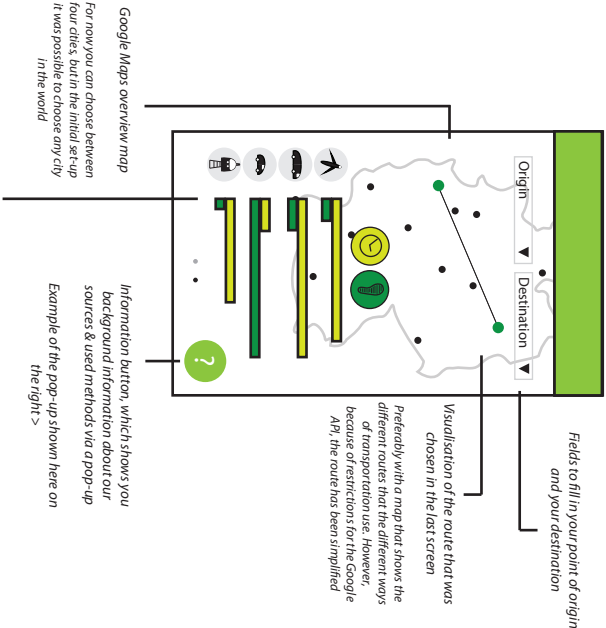 Fields to fill in your point of origin
and your destination
Origin
Destination
Visualisation of the route that was
chosen in the last screen
Preferably with a map that shows the
different routes that the different ways
of transportation use. However,
because of restrictions for the Google
API, the route has been simplified
Google Maps overview map
For now you can choose between
four cities, but in the initial set-up
it was possible to choose any city
in the world
?
Information button, which shows you
background information about our
sources & used methods via a pop-up
Example of the pop-up shown here on
the right >